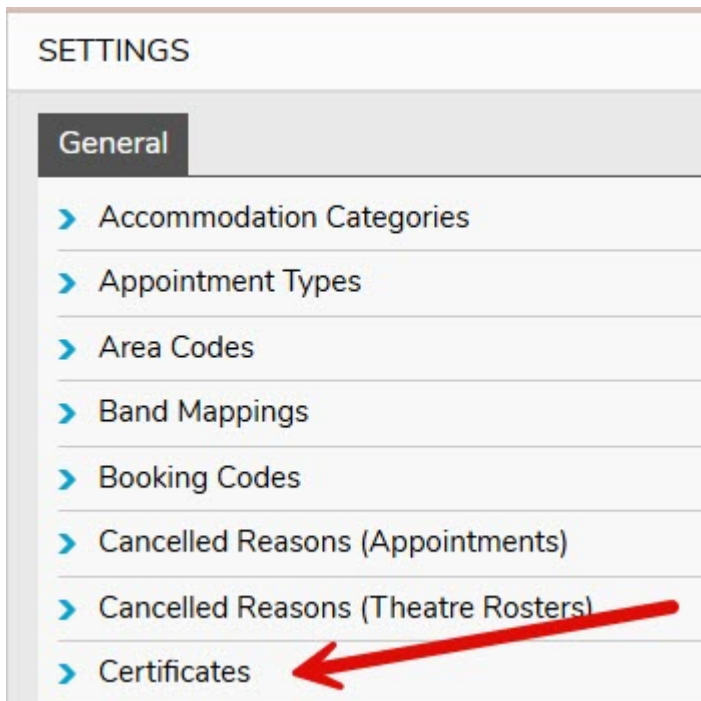 SETTINGS
General
Accommodation Categories
Appointment Types
Area Codes
Band Mappings
Booking Codes
Cancelled Reasons (Appointments)
Cancelled Reasons (Theatre Rosters)
Certificates